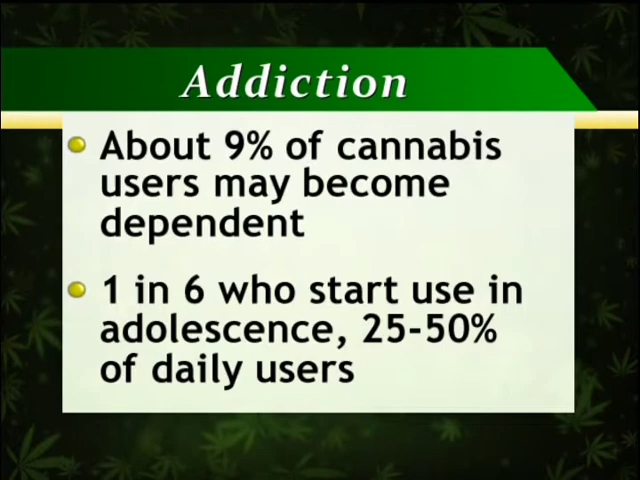 Addiction
About 9% of cannabis
users may become
dependent
1 in 6 who start use in
adolescence, 25-50%
of daily users